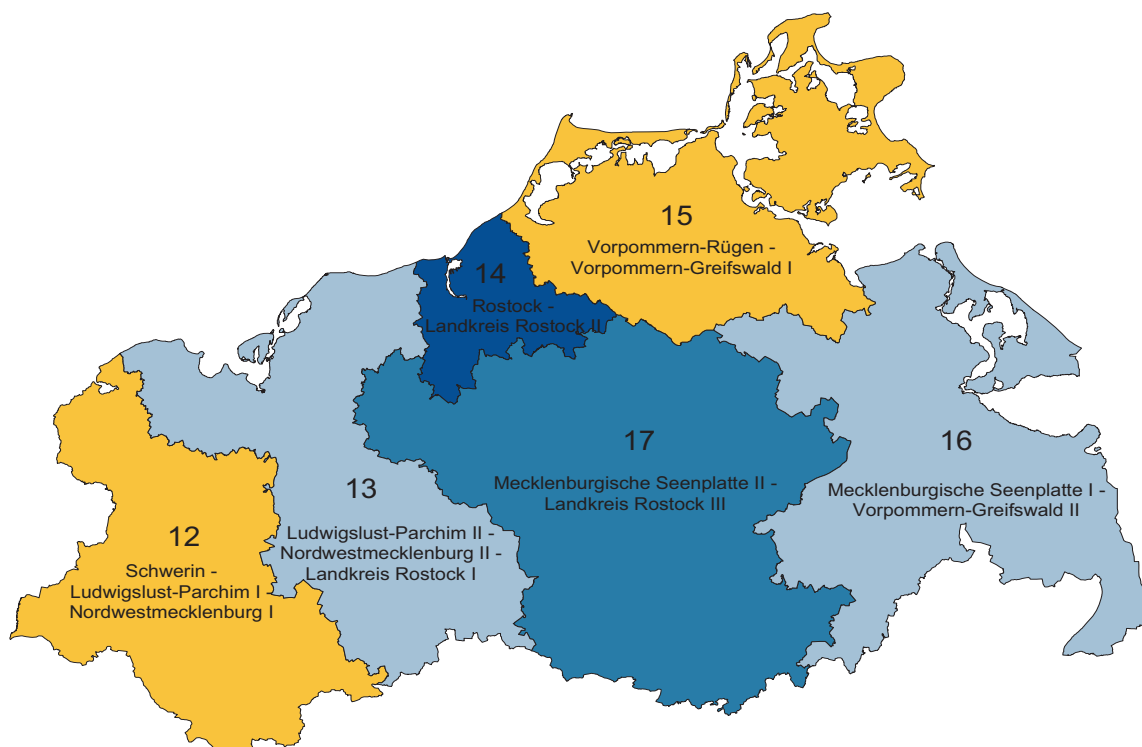 15
Vorpommern-Rügen -
Vorpommern-Greifswald I
14
Rostock -
Landkreis Rostock II
17
Mecklenburgische Seenplatte II -
Landkreis Rostock III
16
Mecklenburgische Seenplatte I -
Vorpommern-Greifswald II
13
Ludwigslust-Parchim II -
Nordwestmecklenburg II -
Landkreis Rostock I
12
Schwerin -
Ludwigslust-Parchim I
Nordwestmecklenburg I